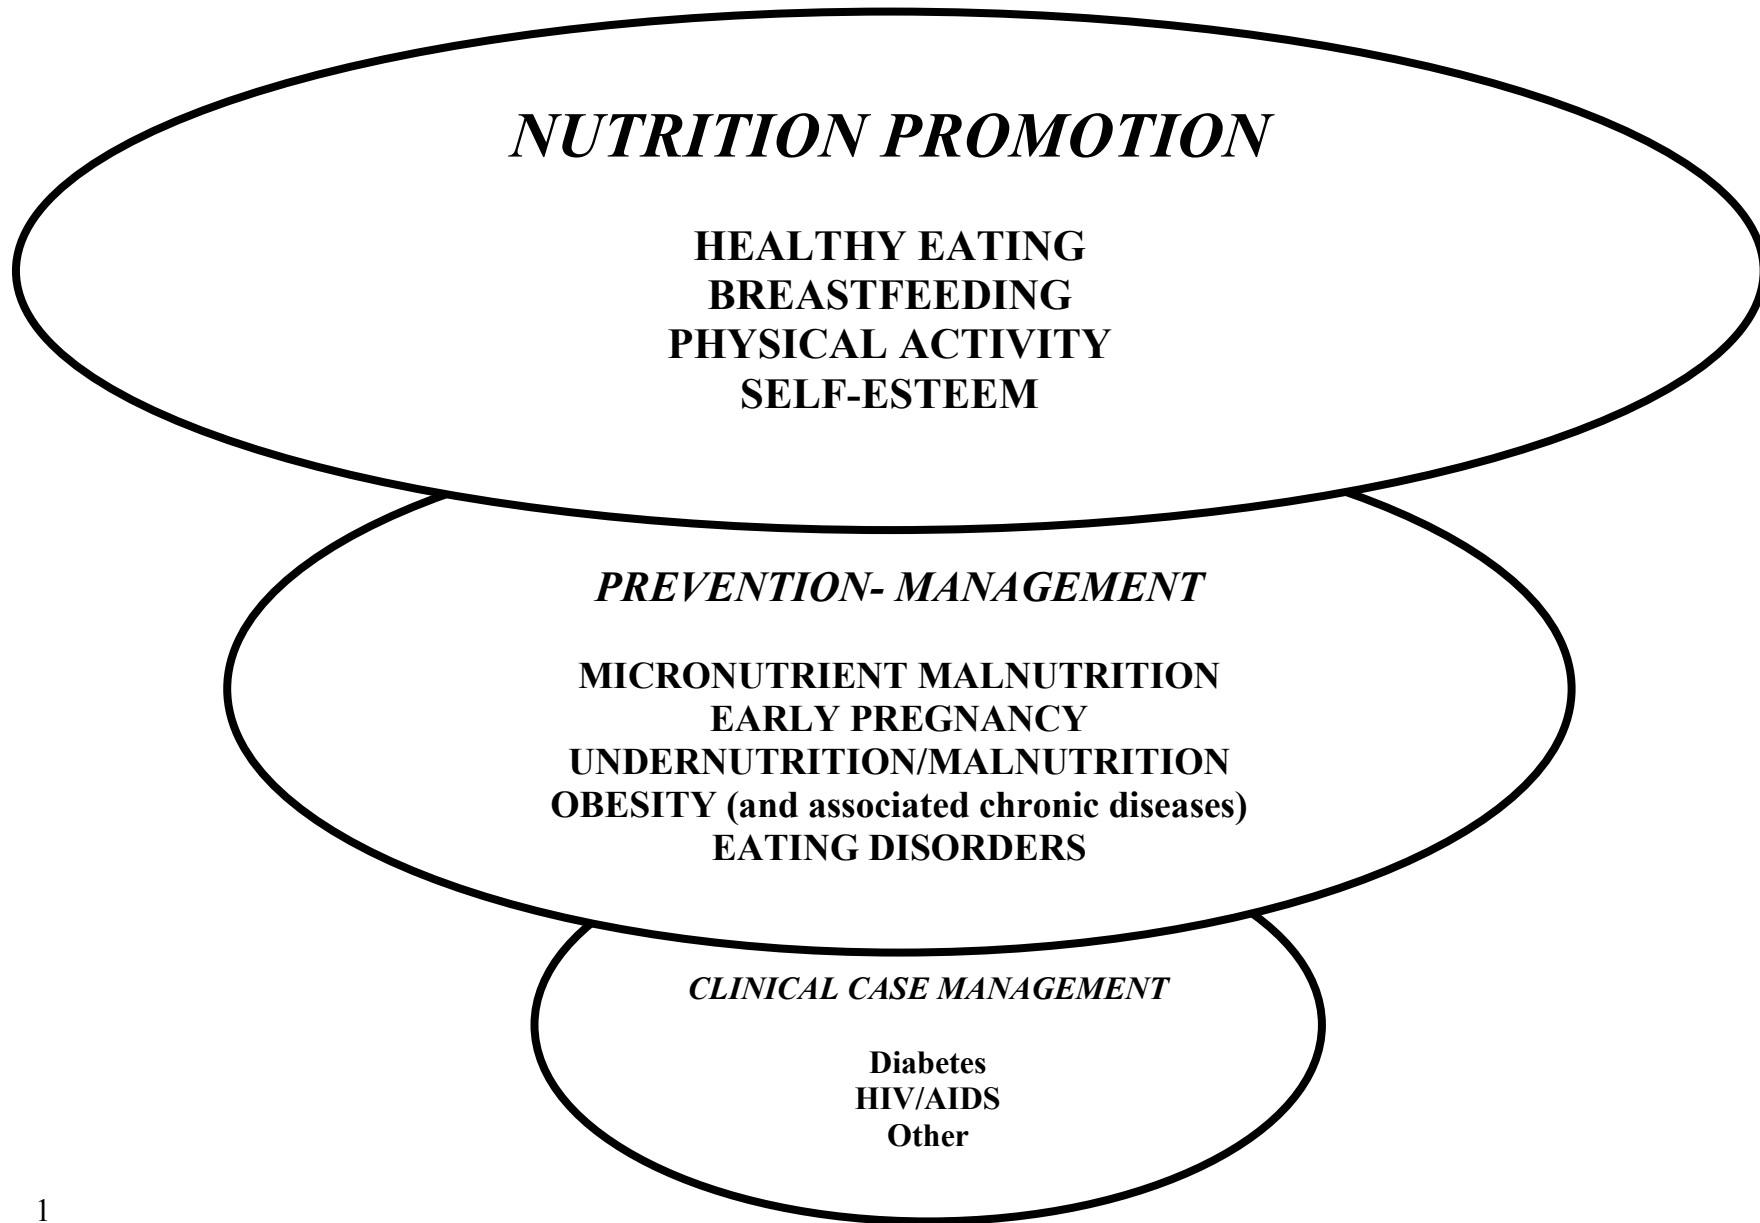 NUTRITION PROMOTION
HEALTHY EATING
BREASTFEEDING
PHYSICAL ACTIVITY
SELF-ESTEEM
PREVENTION- MANAGEMENT
MICRONUTRIENT MALNUTRITION
EARLY PREGNANCY
UNDERNUTRITION/MALNUTRITION
OBESITY (and associated chronic diseases)
EATING DISORDERS
CLINICAL CASE MANAGEMENT
Diabetes
HIV/AIDS
Other
1